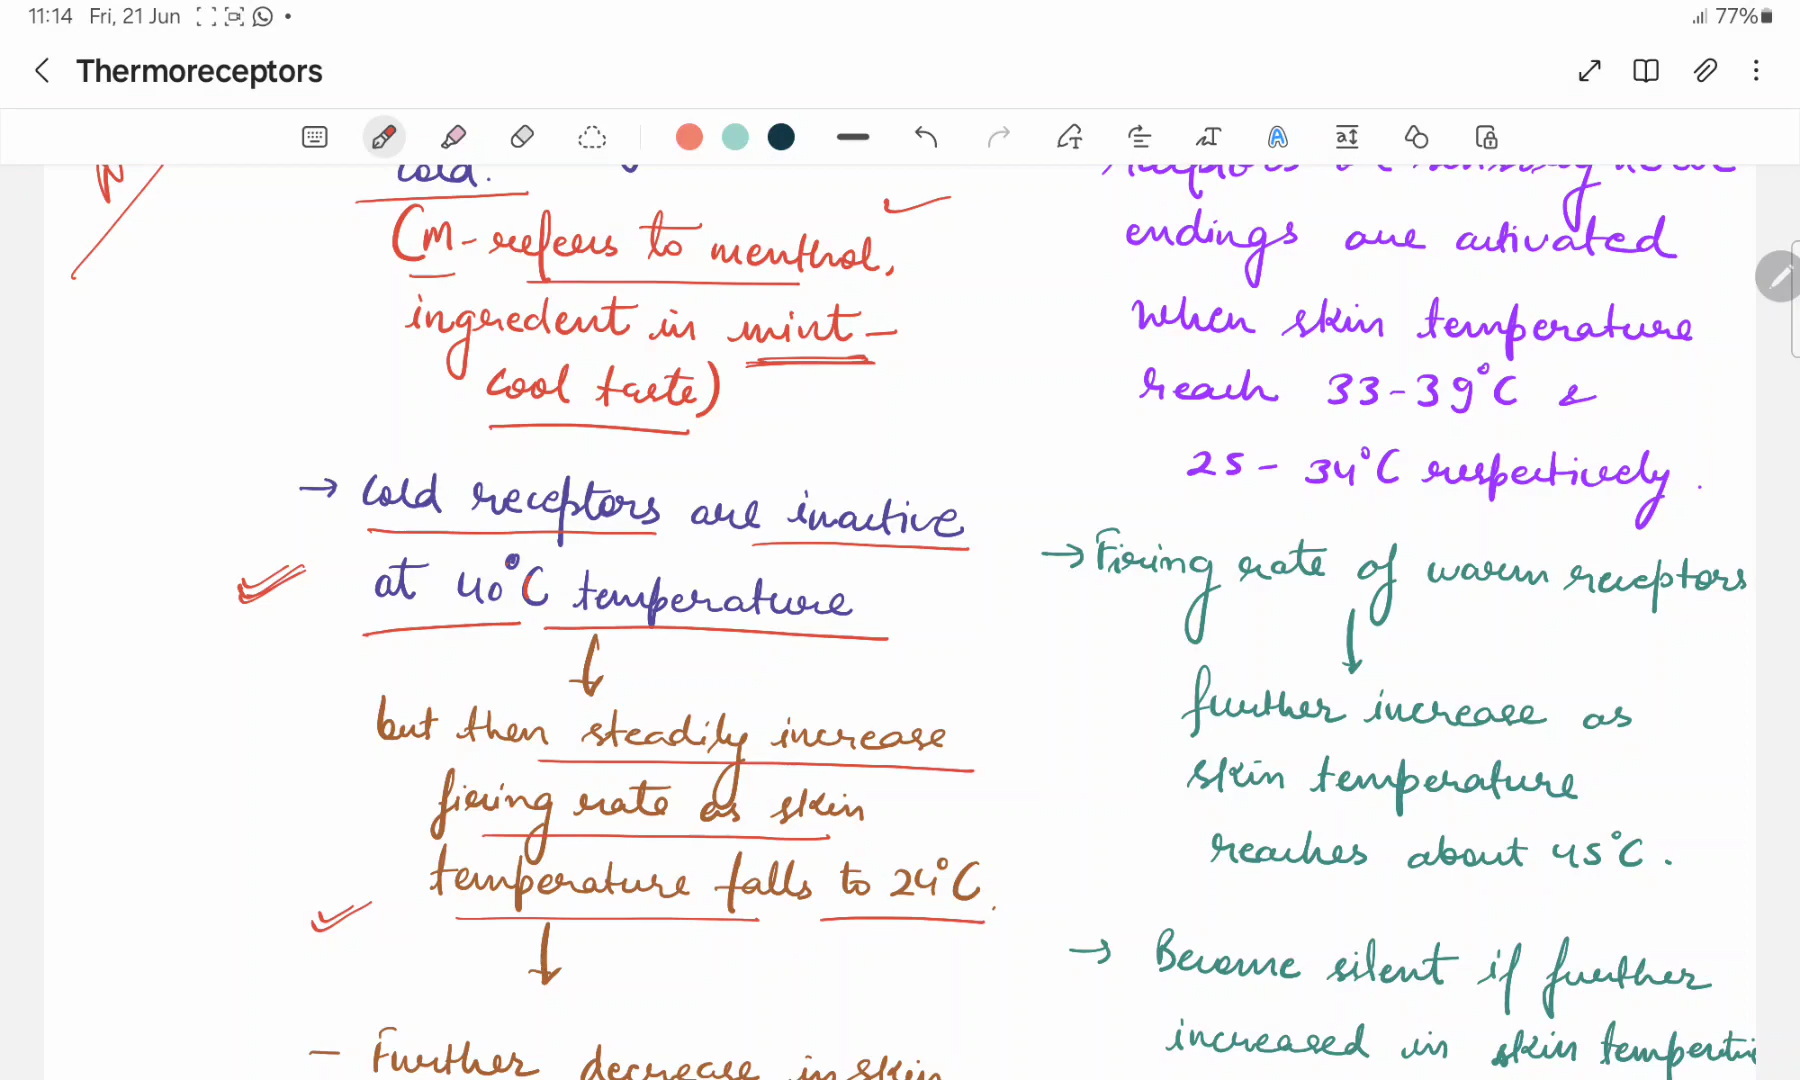 11:14 Fri, 21 Jun
77%
Thermoreceptors
cold.
(M- refers to menthol,
ingredent in mint -
cool taste)
→ Cold receptors are inactive
at 40°C temperature
but then steadily increase
firing rate as skin
temperature falls to 24°C.
- Further decrease in skin
endings are activated
when skin temperature
reach 33-39°C &
25 - 34°C respectively.
→ Firing rate of warm receptors
further increase as
skin temperature
reaches about 45°C.
→ Become silent if further
increased in skin